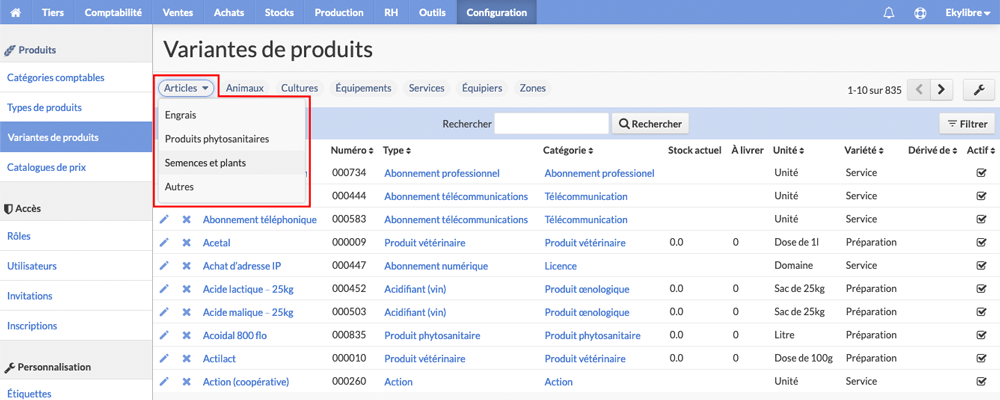 Tiers Comptabilité Ventes Achats Stocks Production RH Outils Configuration Ekylibre
Produits
Catégories comptables
Types de produits
Variantes de produits
Catalogues de prix
Accès
Rôles
Utilisateurs
Invitations
Inscriptions
Personnalisation
Étiquettes
Variantes de produits
Articles Animaux Cultures Équipements Services Équipiers Zones 1-10 sur 835
Engrais
Produits phytosanitaires
Semences et plants
Autres
Rechercher Rechercher Filtrer
Numéro Type Catégorie Stock actuel À livrer Unité Variété Dérivé de Actif
000734 Abonnement professionnel Abonnement professionnel Unité Service
000444 Abonnement télécommunications Télécommunication Unité Service
Abonnement téléphonique 000583 Abonnement télécommunications Télécommunication Unité Service
Acetal 000009 Produit vétérinaire Produit vétérinaire 0.0 0 Dose de 1l Préparation
Achat d'adresse IP 000447 Abonnement numérique Licence Domaine Service
Acide lactique - 25kg 000452 Acidifiant (vin) Produit œnologique 0.0 0 Sac de 25kg Préparation
Acide malique - 25kg 000503 Acidifiant (vin) Produit œnologique 0.0 0 Sac de 25kg Préparation
Acoidal 800 flo 000835 Produit phytosanitaire Produit phytosanitaire 0.0 0 Litre Préparation
Actilact 000010 Produit vétérinaire Produit vétérinaire 0.0 0 Dose de 100g Préparation
Action (coopérative) 000260 Action Action Unité Service